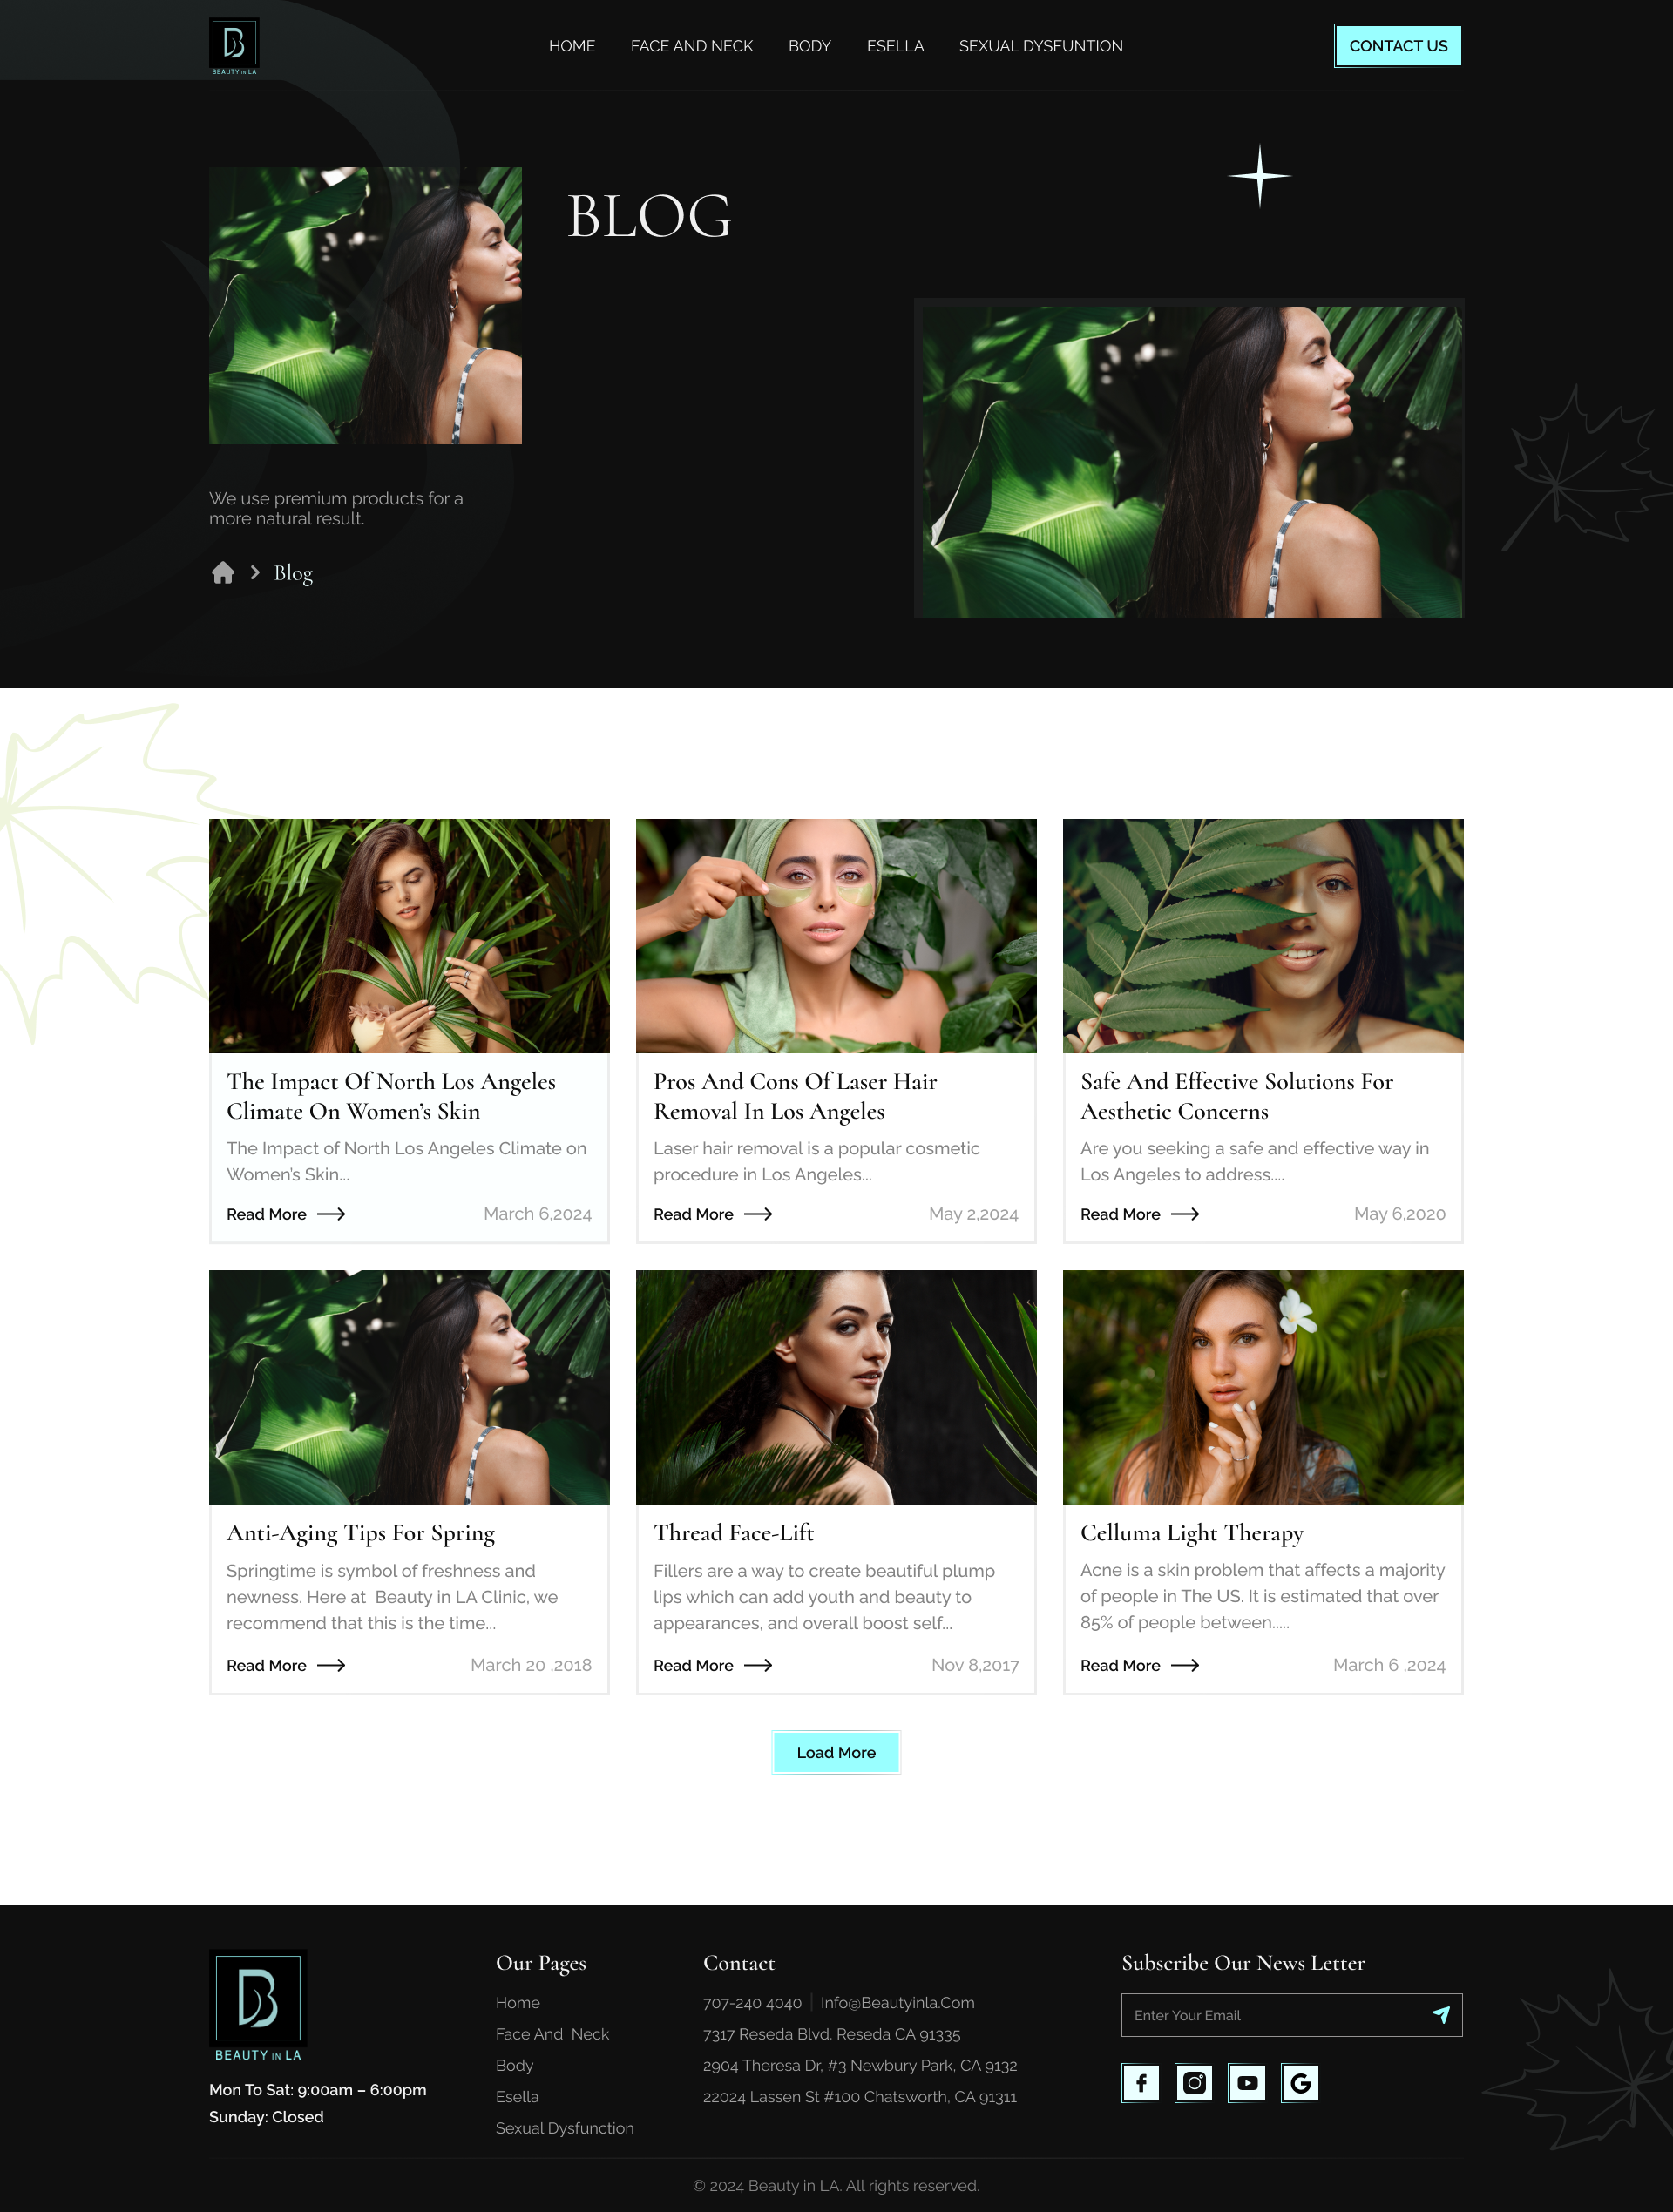 BEAUTY IN LA
HOME FACE AND NECK BODY ESELLA SEXUAL DYSFUNTION CONTACT US
BLOG
We use premium products for a
more natural result.
Blog
The Impact Of North Los Angeles
Climate On Women's Skin
The Impact of North Los Angeles Climate on
Women's Skin...
Read More March 6,2024
Pros And Cons Of Laser Hair
Removal In Los Angeles
Laser hair removal is a popular cosmetic
procedure in Los Angeles...
Read More May 2,2024
Safe And Effective Solutions For
Aesthetic Concerns
Are you seeking a safe and effective way in
Los Angeles to address....
Read More May 6,2020
Anti-Aging Tips For Spring
Springtime is symbol of freshness and
newness. Here at Beauty in LA Clinic, we
recommend that this is the time...
Read More March 20 ,2018
Thread Face-Lift
Fillers are a way to create beautiful plump
lips which can add youth and beauty to
appearances, and overall boost self...
Read More Nov 8,2017
Celluma Light Therapy
Acne is a skin problem that affects a majority
of people in The US. It is estimated that over
85% of people between.....
Read More March 6 ,2024
Load More
BEAUTY IN LA
Mon To Sat: 9:00am – 6:00pm
Sunday: Closed
Our Pages
Home
Face And Neck
Body
Esella
Sexual Dysfunction
Contact
707-240 4040 | Info@Beautyinla.Com
7317 Reseda Blvd. Reseda CA 91335
2904 Theresa Dr, #3 Newbury Park, CA 9132
22024 Lassen St #100 Chatsworth, CA 91311
Subscribe Our News Letter
Enter Your Email
© 2024 Beauty in LA. All rights reserved.